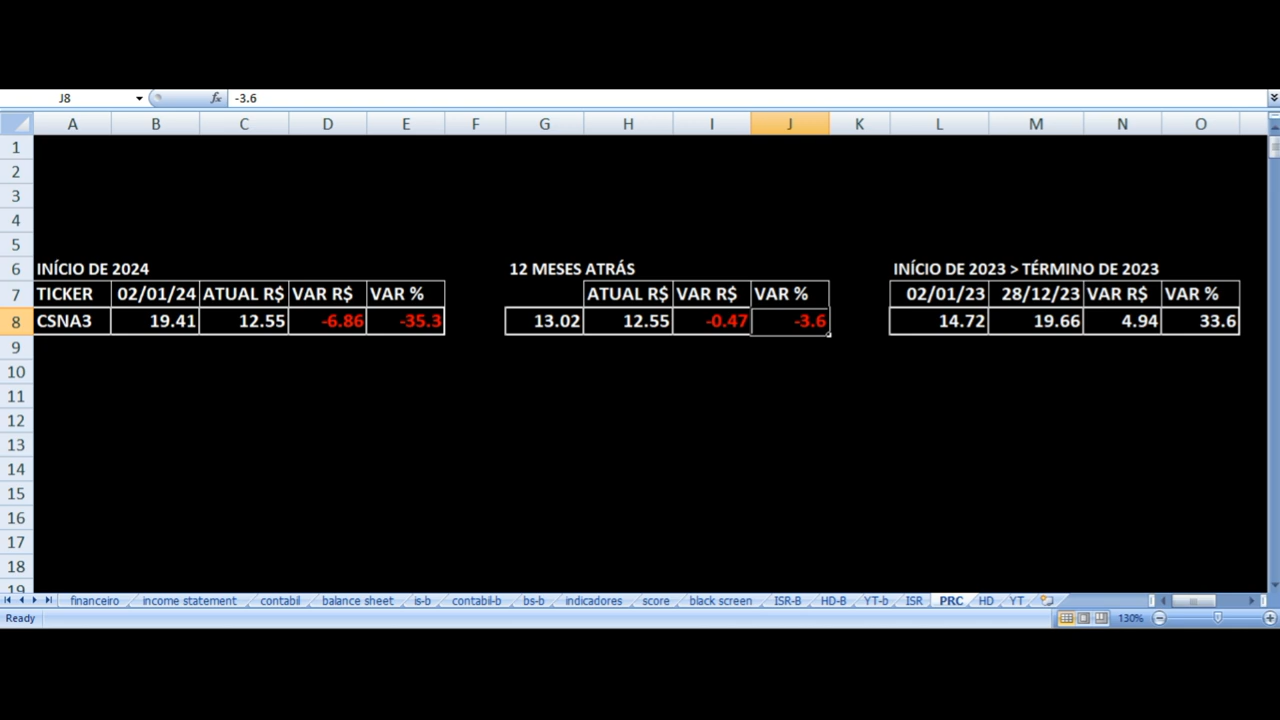 J8 fx -3.6
A B C D E F G H I J K L M N O
1
2
3
4
5
6 INÍCIO DE 2024 12 MESES ATRÁS INÍCIO DE 2023 > TÉRMINO DE 2023
7 TICKER 02/01/24 ATUAL R$ VAR R$ VAR % ATUAL R$ VAR R$ VAR % 02/01/23 28/12/23 VAR R$ VAR %
8 CSNA3 19.41 12.55 -6.86 -35.3 13.02 12.55 -0.47 -3.6 14.72 19.66 4.94 33.6
9
10
11
12
13
14
15
16
17
18
19
financeiro income statement contabil balance sheet is-b contabil-b bs-b indicadores score black screen ISR-B HD-B YT-b ISR PRC HD YT
Ready 130%